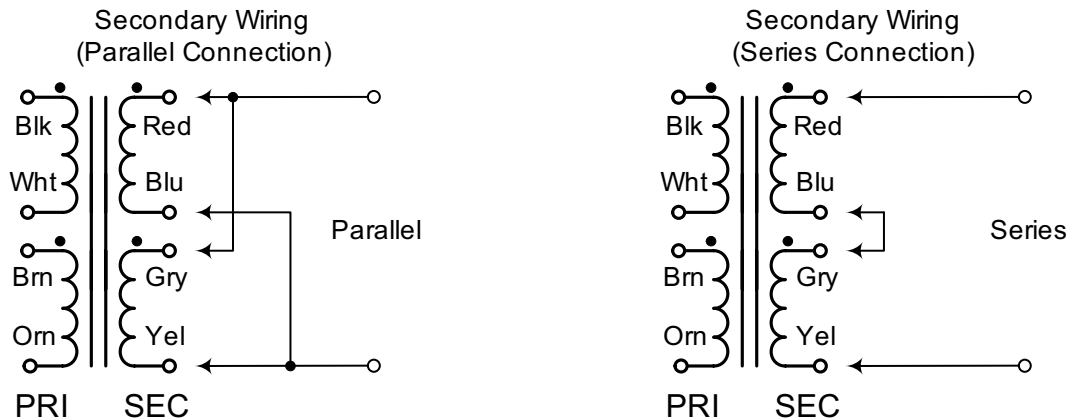 Secondary Wiring
(Parallel Connection)
Blk
Red
Wht
Blu
Parallel
Brn
Gry
Orn
Yel
PRI
SEC
Secondary Wiring
(Series Connection)
Blk
Red
Wht
Blu
Series
Brn
Gry
Orn
Yel
PRI
SEC